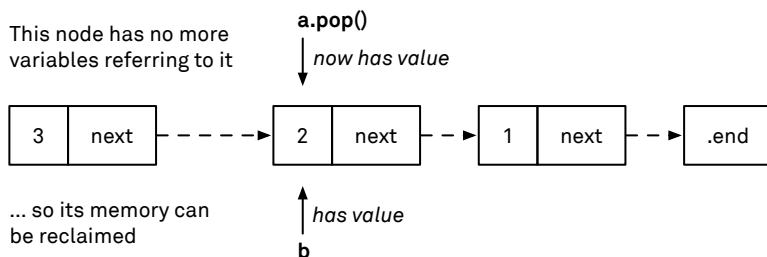 This node has no more
variables referring to it
a.pop()
now has value
3 next 2 next 1 next .end
... so its memory can
be reclaimed
has value
b